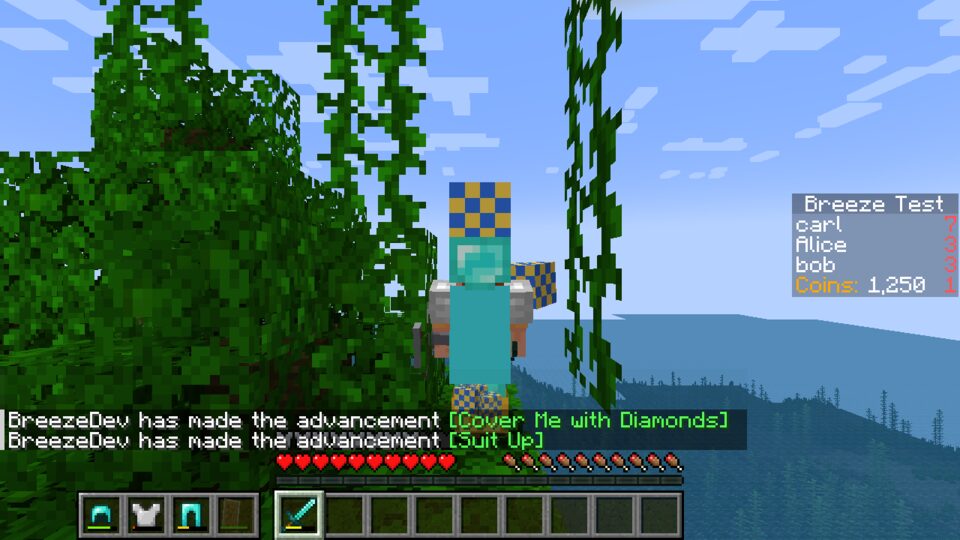 Breeze Test
carl 7
Alice 3
bob 3
Coins: 1,250 1
BreezeDev has made the advancement [Cover Me with Diamonds]
BreezeDev has made the advancement [Suit Up]